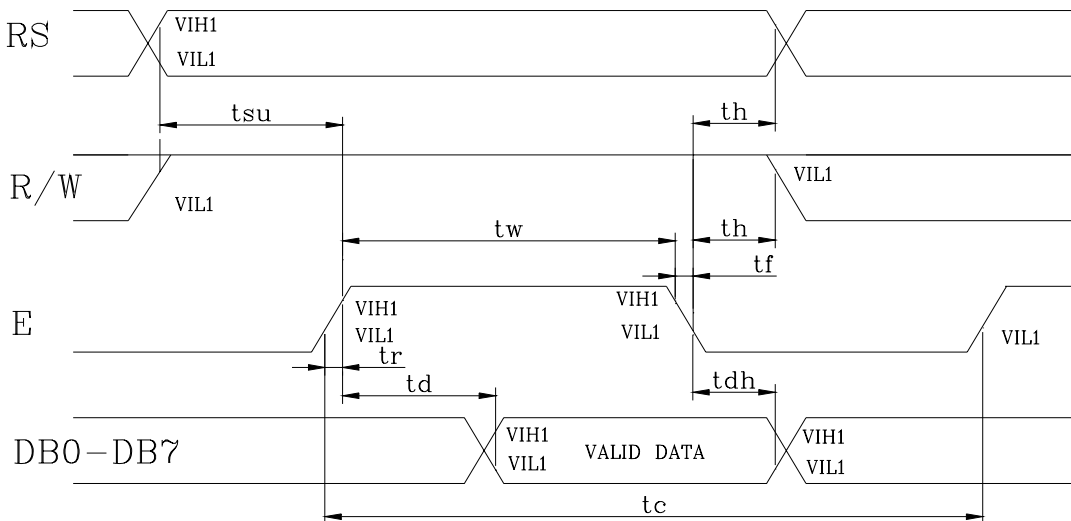 RS
VIH1
VIL1
tsu
th
R/W
VIL1
VIL1
tw
th
tf
E
VIH1
VIL1
VIH1
VIL1
VIL1
tr
td
tdh
DB0-DB7
VIH1
VIL1
VALID DATA
VIH1
VIL1
tc